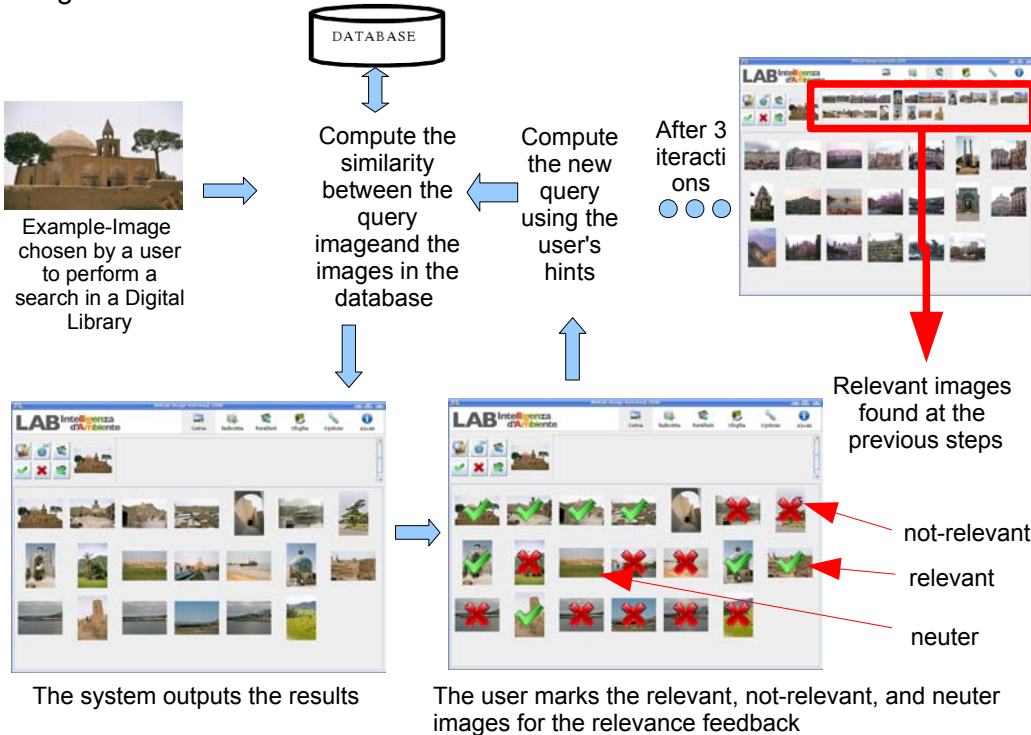 DATABASE
LAB Intelligenza
d'Ambiente
Example-Image
chosen by a user
to perform a
search in a Digital
Library
Compute the
similarity
between the
query
imageand the
images in the
database
Compute
the new
query
using the
user's
hints
After 3
iteracti
ons
Relevant images
found at the
previous steps
LAB Intelligenza
d'Ambiente
The system outputs the results
LAB Intelligenza
d'Ambiente
not-relevant
relevant
neuter
The user marks the relevant, not-relevant, and neuter
images for the relevance feedback